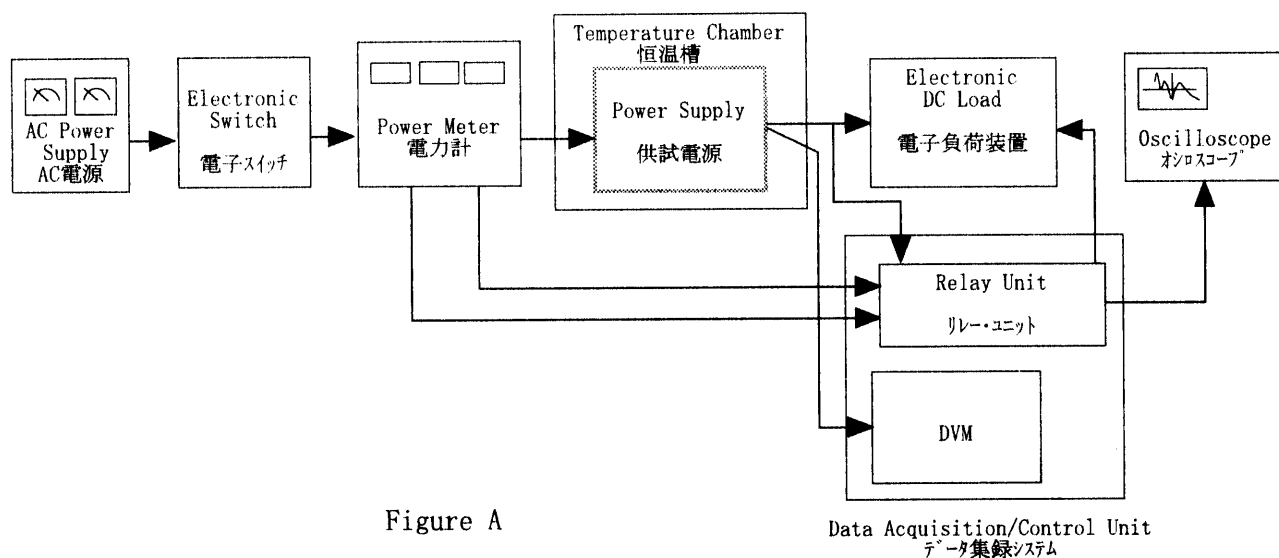 AC Power
Supply
AC電源
Electronic
Switch
電子スイッチ
Power Meter
電力計
Temperature Chamber
恒温槽
Power Supply
供試電源
Electronic
DC Load
電子負荷装置
Oscilloscope
オシロスコープ
Relay Unit
リレー・ユニット
DVM
Data Acquisition/Control Unit
データ集録システム
Figure A